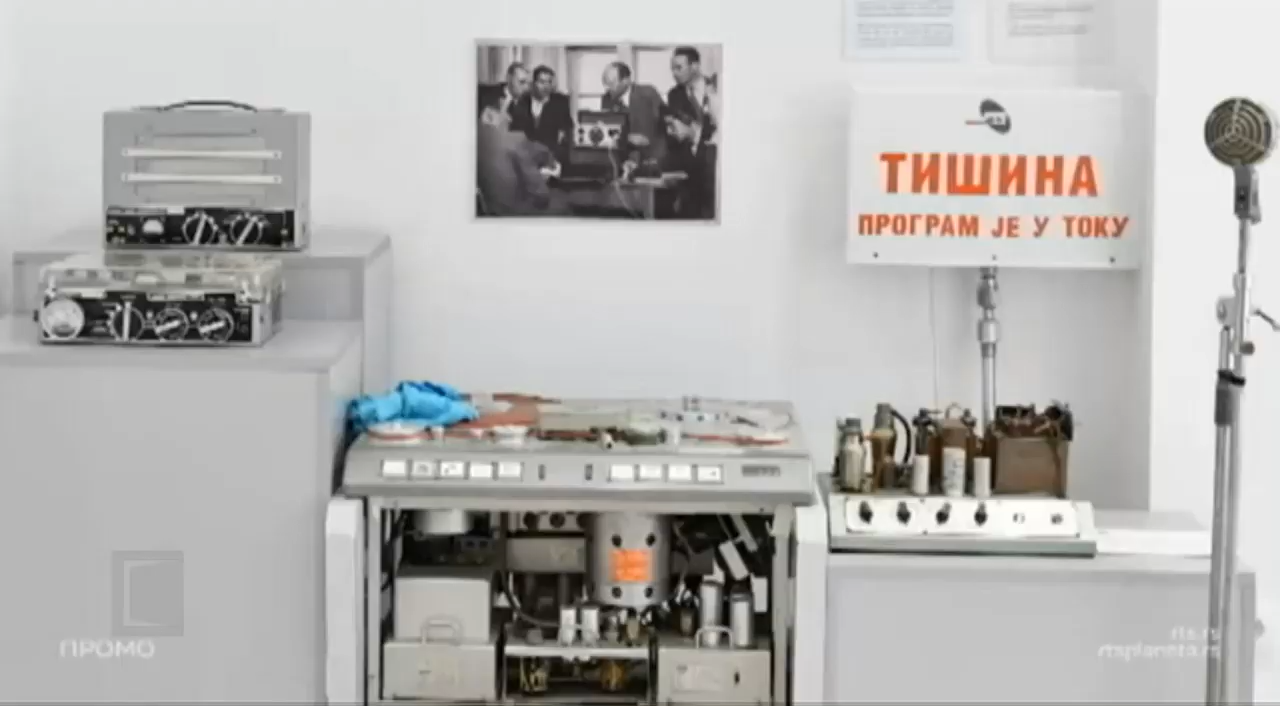 ТИШИНА
ПРОГРАМ ЈЕ У ТОКУ
ПРОМО
rts.rs
rtsplaneta.rs